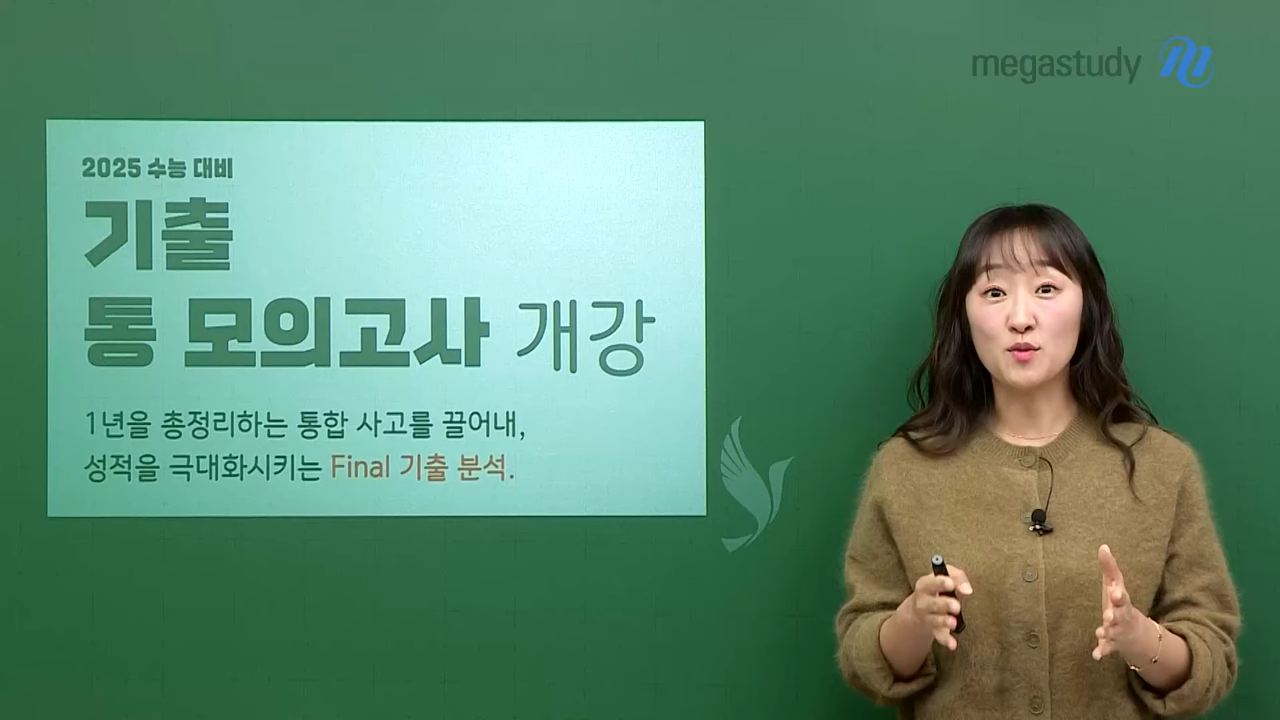 megastudy
2025 수능 대비
기출
통 모의고사 개강
1년을 총정리하는 통합 사고를 끌어내,
성적을 극대화시키는 Final 기출 분석.